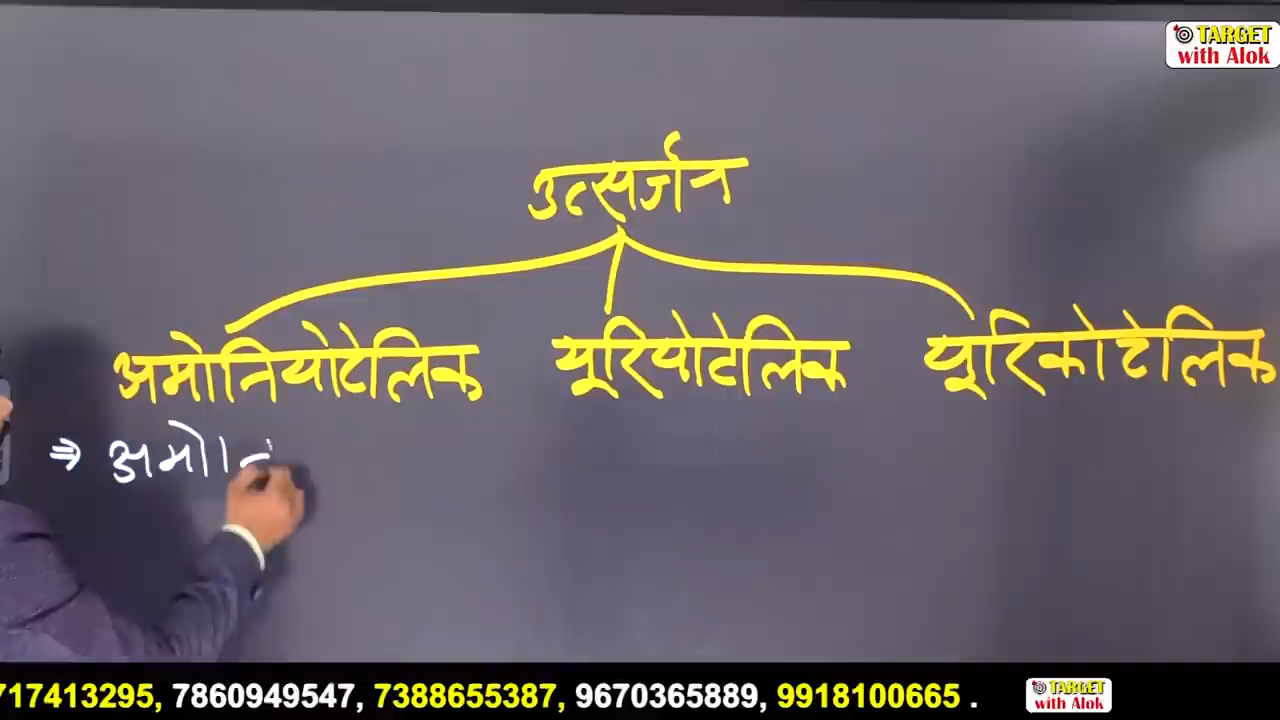 TARGET
with Alok
उत्सर्जन
अमोनियोटेलिक यूरियोटेलिक यूरिकोटेलिक
⇒ अमोनि
717413295, 7860949547, 7388655387, 9670365889, 9918100665 .
TARGET
with Alok